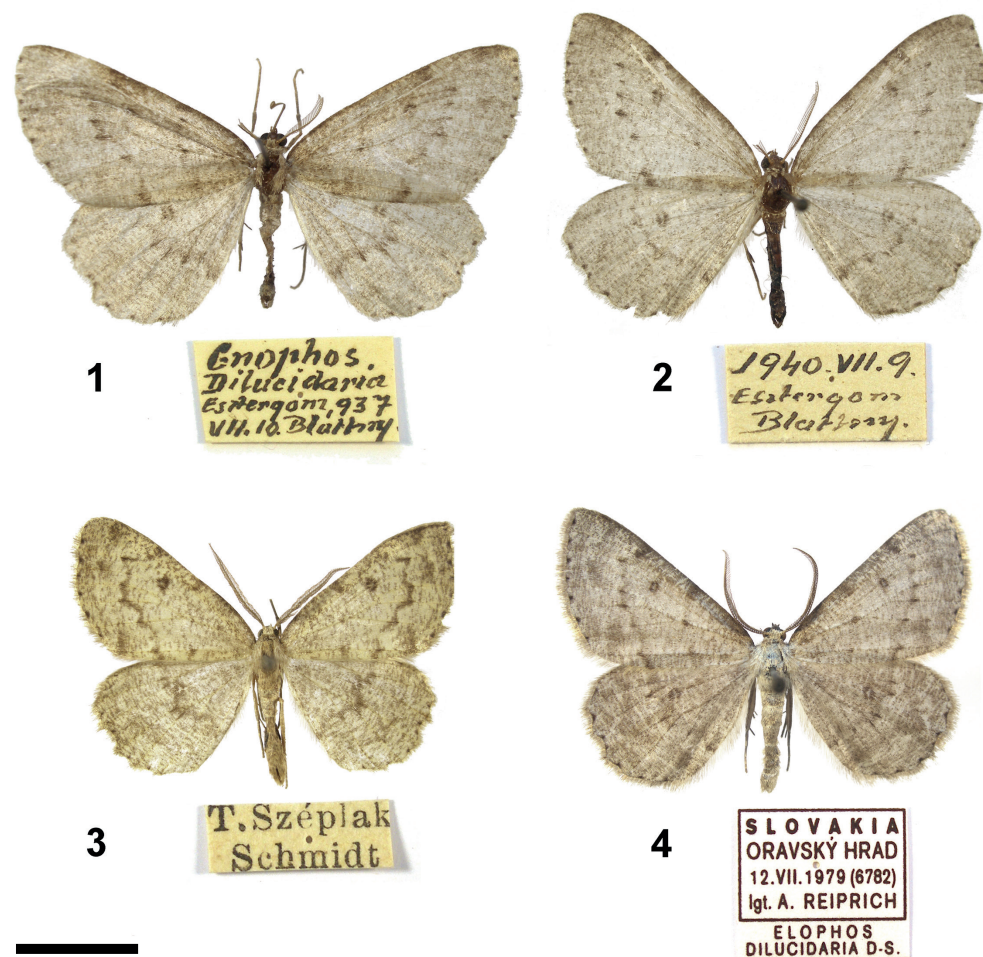 1
Gnophos.
Dilucidaria
Esztergom, 937
VII. 10. Blattny.
2
1940. VII. 9.
Esztergom
Blattny.
3
T. Széplak
Schmidt
4
SLOVAKIA
ORAVSKÝ HRAD
12.VII.1979 (6782)
lgt. A. REIPRICH
ELOPHOS
DILUCIDARIA D-S.